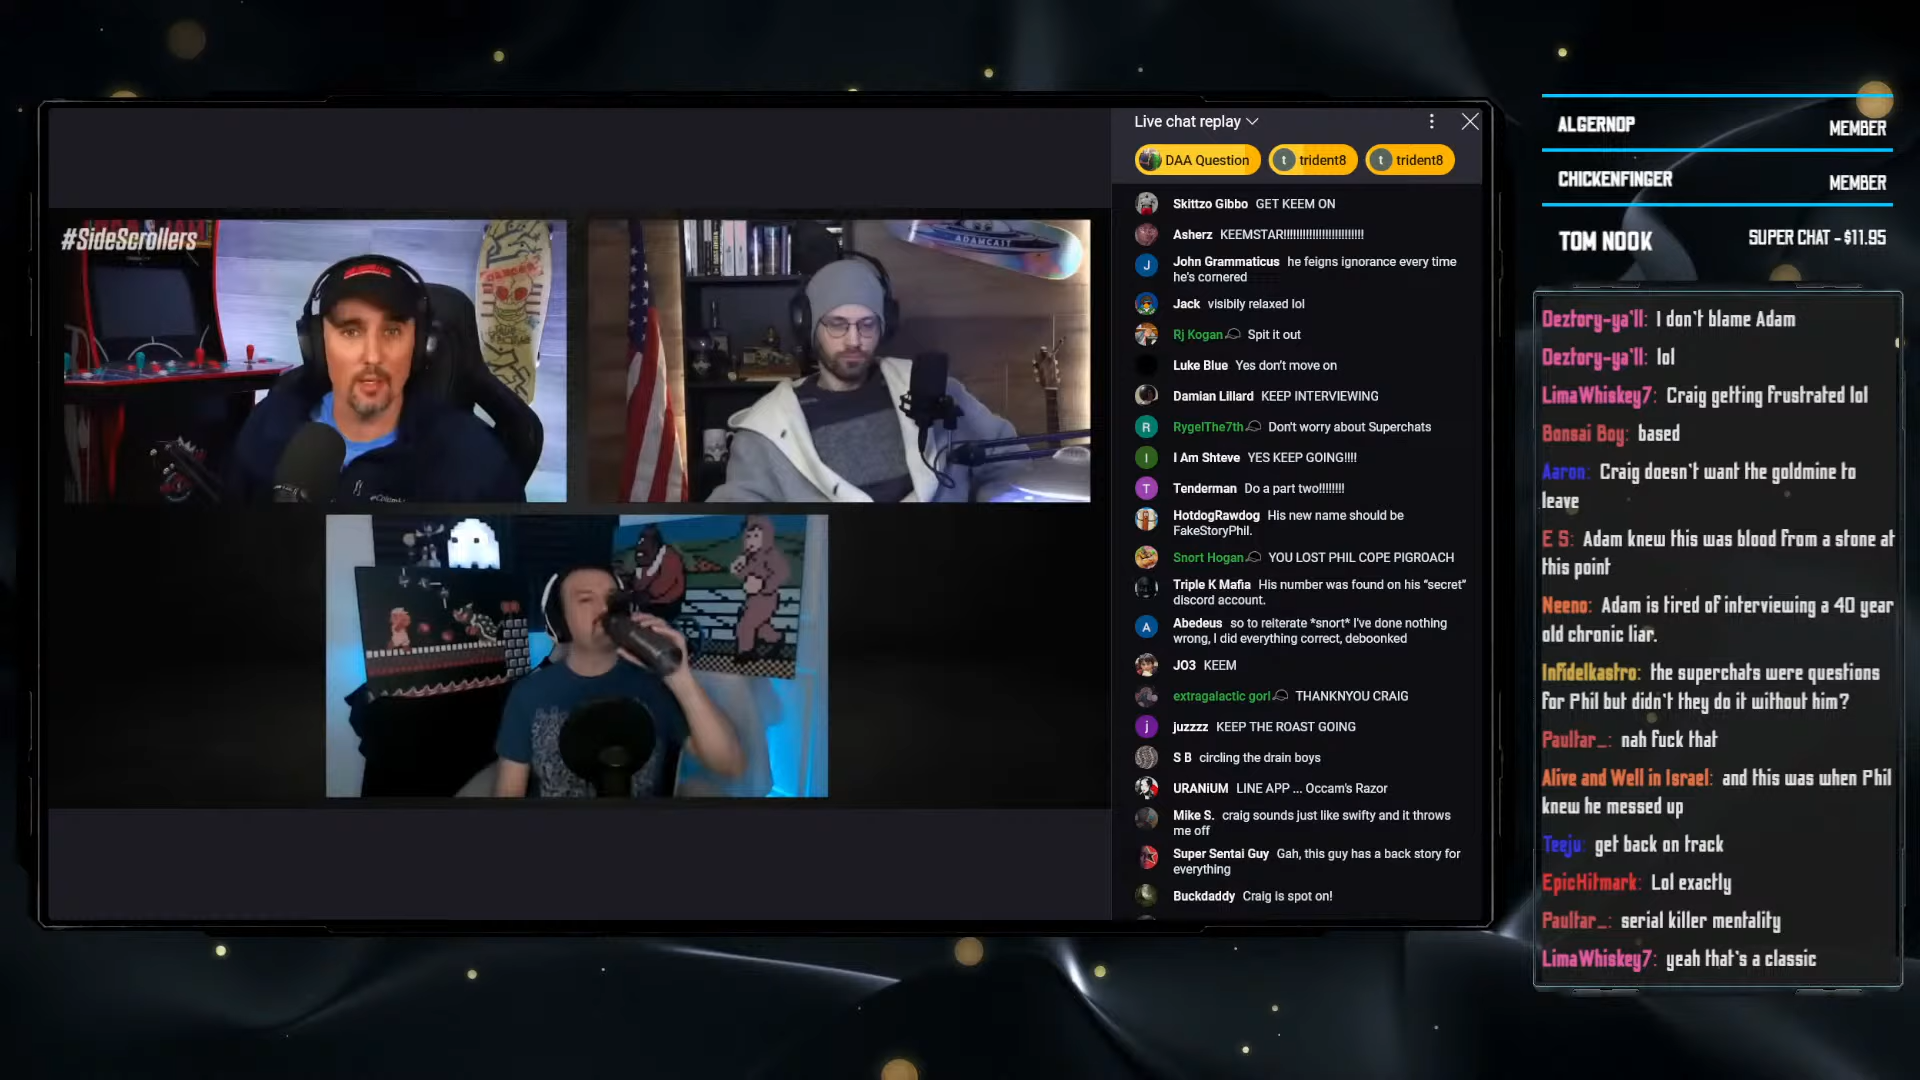 #SideScrollers
ADAMCAST
Live chat replay
DAA Question
t trident8
t trident8
Skittzo Gibbo GET KEEM ON
Asherz KEEMSTAR!!!!!!!!!!!!!!!!!!!!!!!!!
J John Grammaticus he feigns ignorance every time
he's cornered
Jack visibily relaxed lol
Rj Kogan Spit it out
Luke Blue Yes don't move on
Damian Lillard KEEP INTERVIEWING
R RygelThe7th Don't worry about Superchats
I I Am Shteve YES KEEP GOING!!!!
T Tenderman Do a part two!!!!!!!!
HotdogRawdog His new name should be
FakeStoryPhil.
Snort Hogan YOU LOST PHIL COPE PIGROACH
Triple K Mafia His number was found on his “secret”
discord account.
A Abedeus so to reiterate *snort* I've done nothing
wrong, I did everything correct, deboonked
JO3 KEEM
extragalactic gorl THANKNYOU CRAIG
j juzzzz KEEP THE ROAST GOING
S B circling the drain boys
URANiUM LINE APP ... Occam's Razor
Mike S. craig sounds just like swifty and it throws
me off
Super Sentai Guy Gah, this guy has a back story for
everything
Buckdaddy Craig is spot on!
ALGERNOP MEMBER
CHICKENFINGER MEMBER
TOM NOOK SUPER CHAT - $11.95
Deztory-ya'll: I don't blame Adam
Deztory-ya'll: lol
LimaWhiskey7: Craig getting frustrated lol
Bonsai Boy: based
Aaron: Craig doesn't want the goldmine to
leave
E S: Adam knew this was blood from a stone at
this point
Neeno: Adam is tired of interviewing a 40 year
old chronic liar.
Infidelkastro: the superchats were questions
for Phil but didn't they do it without him?
Paultar_: nah fuck that
Alive and Well in Israel: and this was when Phil
knew he messed up
Teeju: get back on track
EpicHitmark: Lol exactly
Paultar_: serial killer mentality
LimaWhiskey7: yeah that's a classic